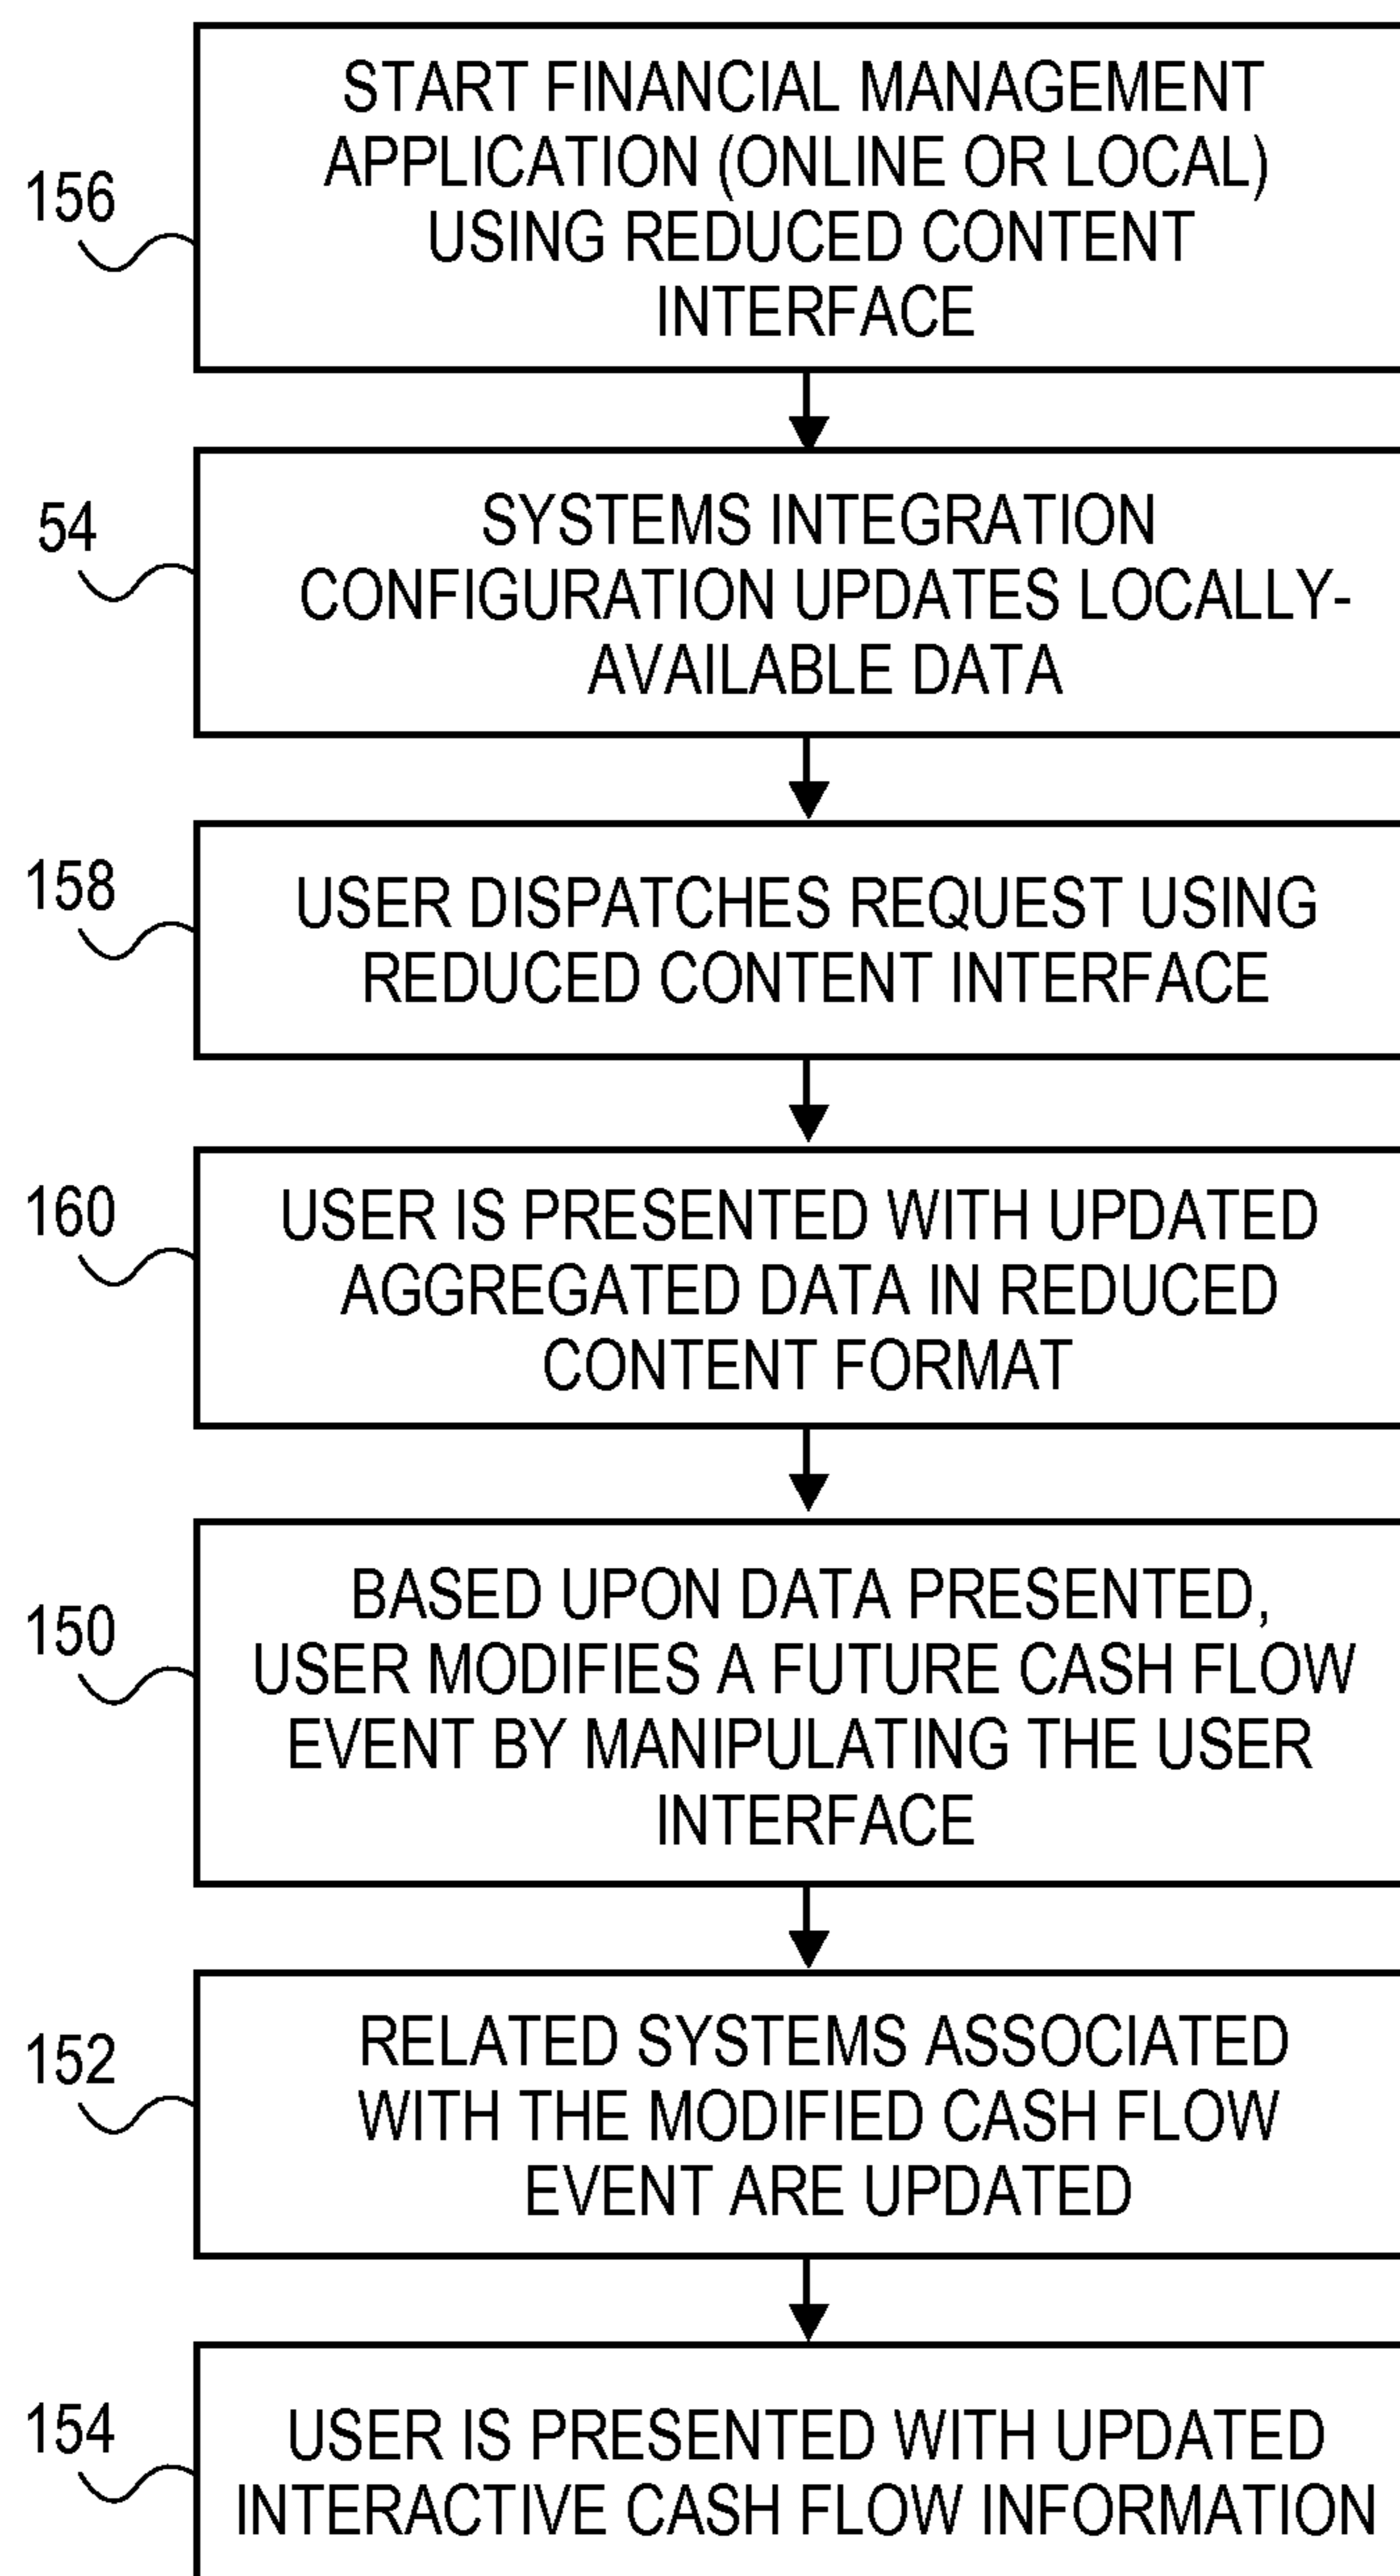 START FINANCIAL MANAGEMENT
APPLICATION (ONLINE OR LOCAL)
USING REDUCED CONTENT
INTERFACE
156
SYSTEMS INTEGRATION
CONFIGURATION UPDATES LOCALLY-
AVAILABLE DATA
54
USER DISPATCHES REQUEST USING
REDUCED CONTENT INTERFACE
158
USER IS PRESENTED WITH UPDATED
AGGREGATED DATA IN REDUCED
CONTENT FORMAT
160
BASED UPON DATA PRESENTED,
USER MODIFIES A FUTURE CASH FLOW
EVENT BY MANIPULATING THE USER
INTERFACE
150
RELATED SYSTEMS ASSOCIATED
WITH THE MODIFIED CASH FLOW
EVENT ARE UPDATED
152
USER IS PRESENTED WITH UPDATED
INTERACTIVE CASH FLOW INFORMATION
154